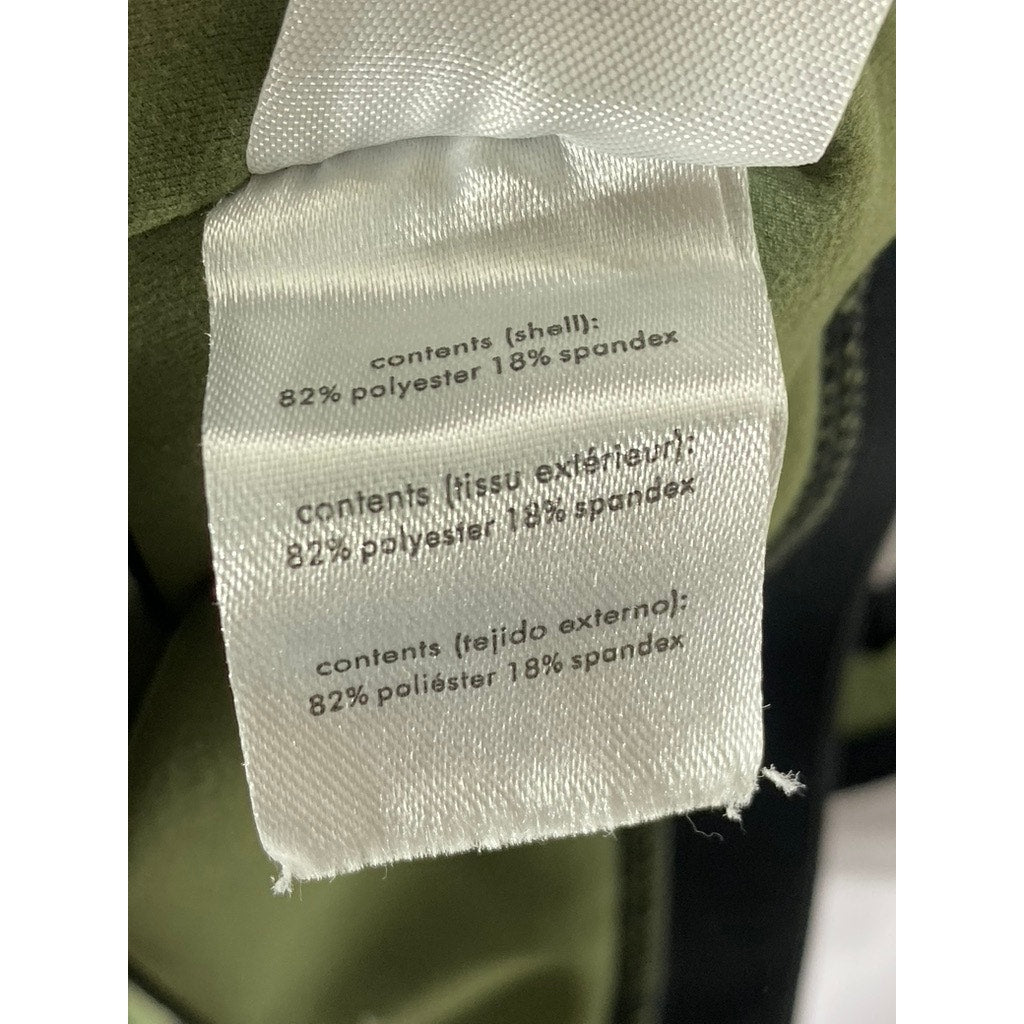 contents (shell):
82% polyester 18% spandex
contents (tissu extérieur):
82% polyester 18% spandex
contents (tejido externo):
82% poliéster 18% spandex